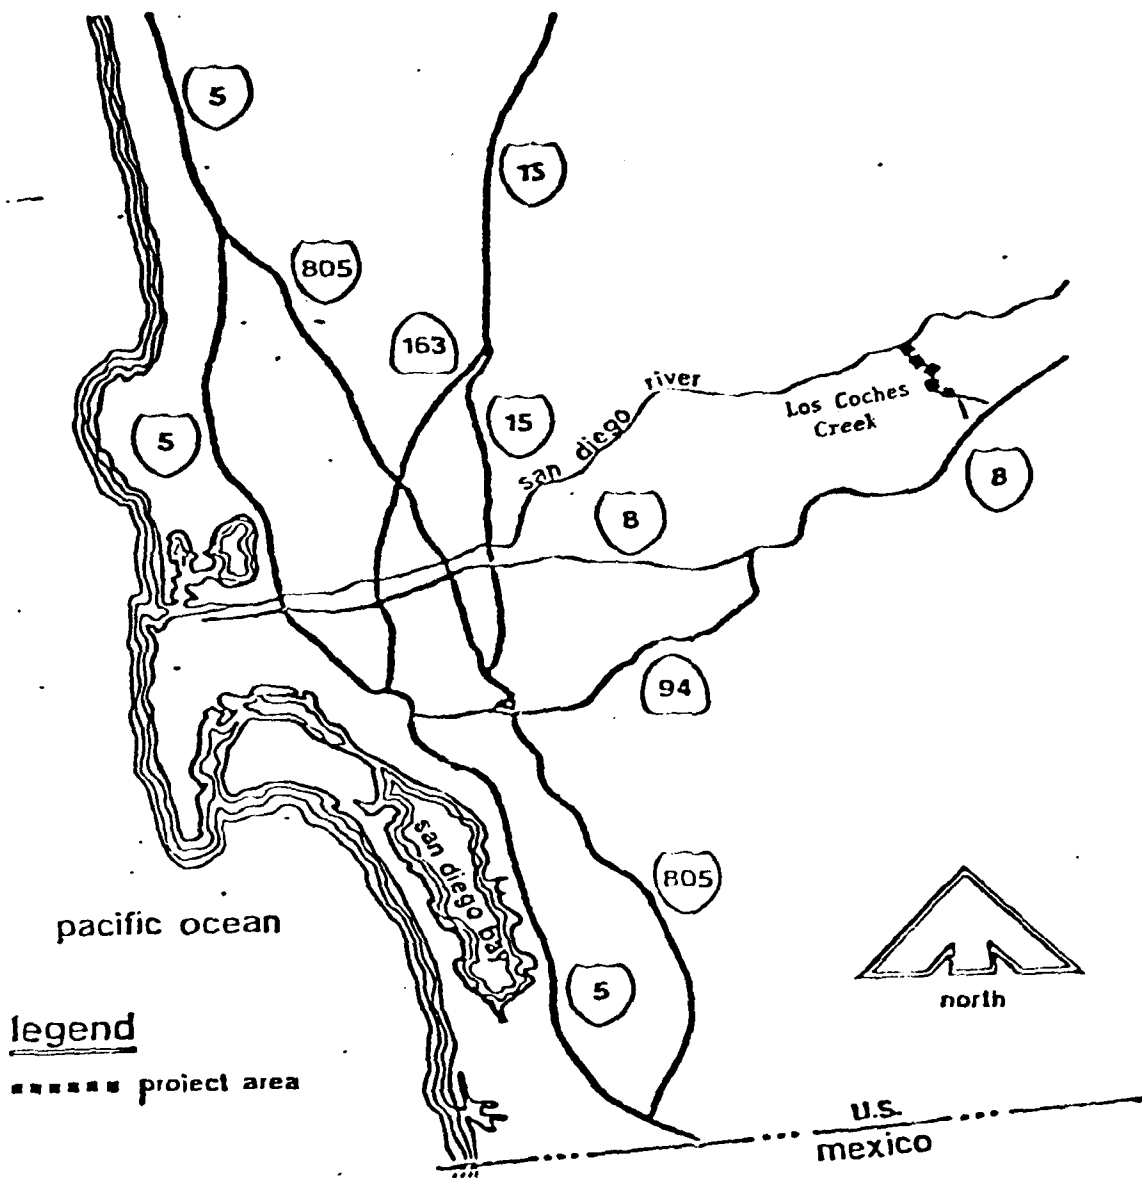 5
15
805
163
5
15
san diego river
Los Coches
Creek
8
8
94
san diego bay
805
pacific ocean
5
north
legend
project area
U.S.
mexico